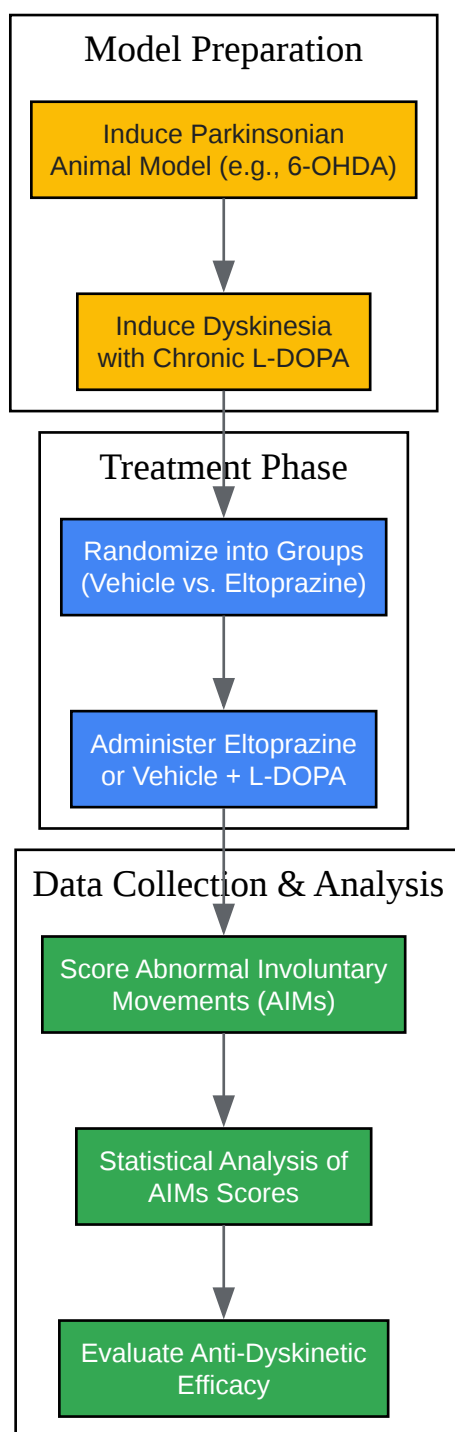 Model Preparation
Induce Parkinsonian
Animal Model (e.g., 6-OHDA)
Induce Dyskinesia
with Chronic L-DOPA
Treatment Phase
Randomize into Groups
(Vehicle vs. Eltoprazine)
Administer Eltoprazine
or Vehicle + L-DOPA
Data Collection & Analysis
Score Abnormal Involuntary
Movements (AIMs)
Statistical Analysis of
AIMs Scores
Evaluate Anti-Dyskinetic
Efficacy